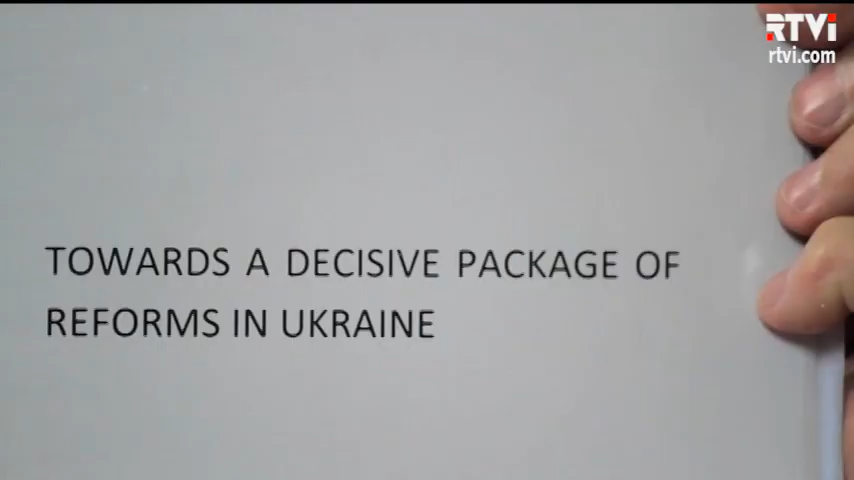 RTVi
rtvi.com
TOWARDS A DECISIVE PACKAGE OF
REFORMS IN UKRAINE